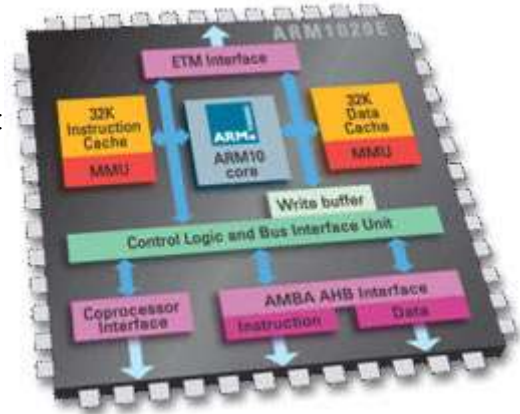 ARM1020E
ETM Interface
32K
Instruction
Cache
MMU
ARM
ARM10
core
32K
Data
Cache
MMU
Write buffer
Control Logic and Bus Interface Unit
Coprocessor
Interface
AMBA AHB Interface
Instruction
Data